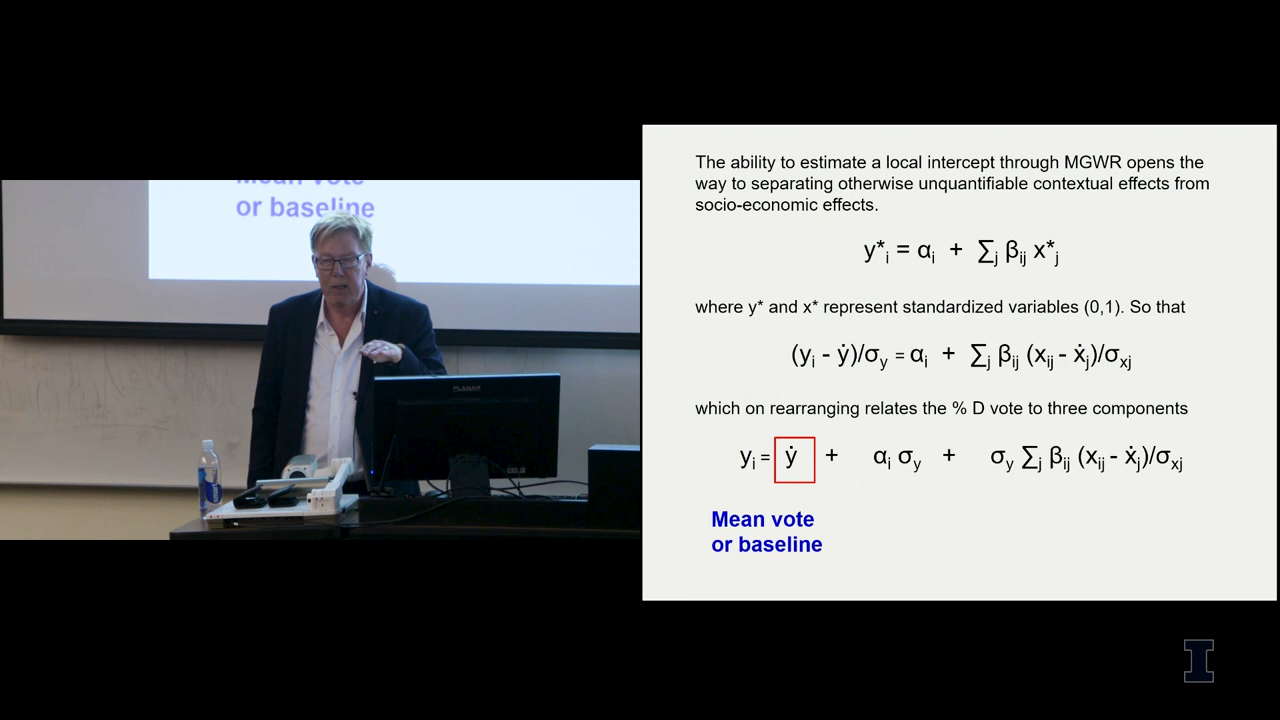 Mean vote
or baseline
PLANAR
The ability to estimate a local intercept through MGWR opens the
way to separating otherwise unquantifiable contextual effects from
socio-economic effects.
y*i = αi + ∑j βij x*j
where y* and x* represent standardized variables (0,1). So that
(yi - ẏ)/σy = αi + ∑j βij (xij - ẋj)/σxj
which on rearranging relates the % D vote to three components
yi = ẏ + αi σy + σy ∑j βij (xij - ẋj)/σxj
Mean vote
or baseline
I